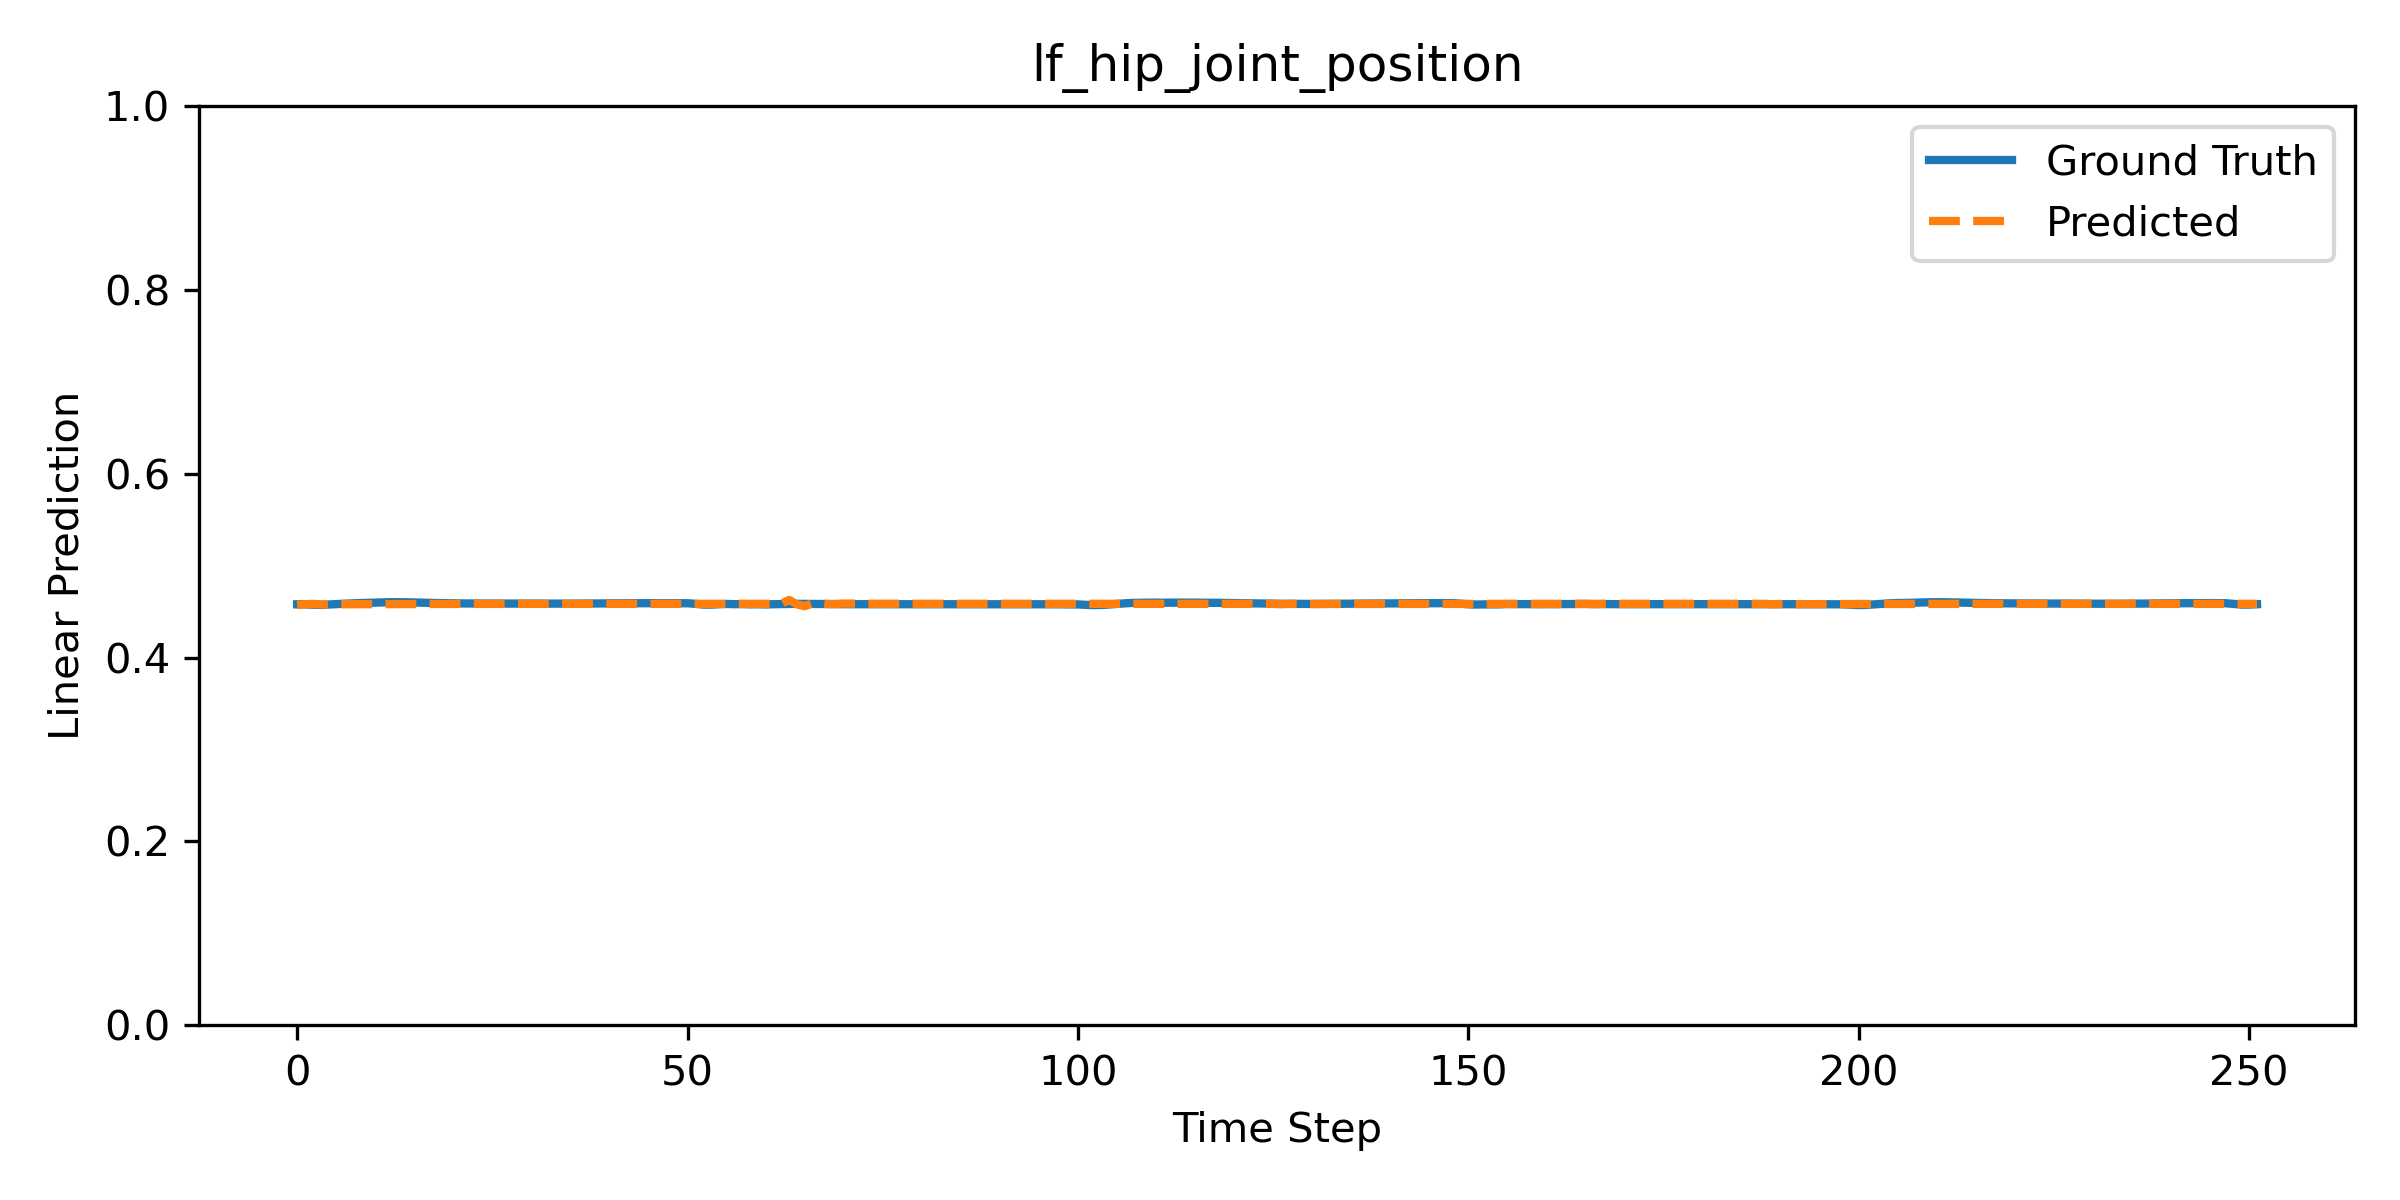 lf_hip_joint_position
1.0
0.8
0.6
0.4
0.2
0.0
Linear Prediction
Ground Truth
Predicted
0 50 100 150 200 250
Time Step